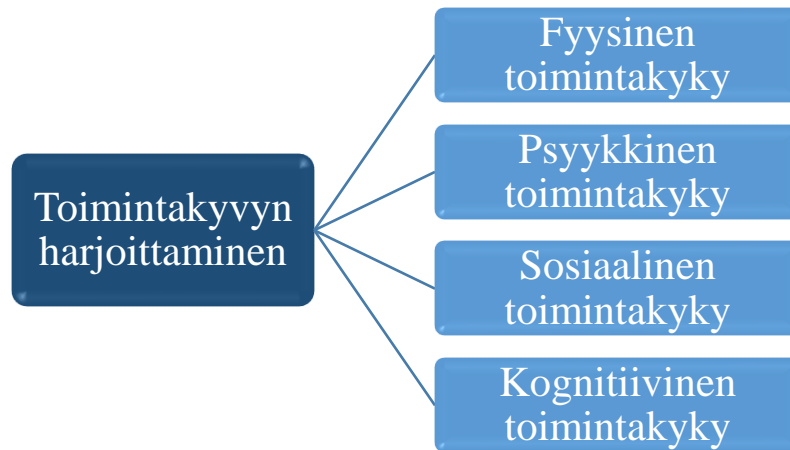 Toimintakyvyn
harjoittaminen
Fyysinen
toimintakyky
Psyykkinen
toimintakyky
Sosiaalinen
toimintakyky
Kognitiivinen
toimintakyky